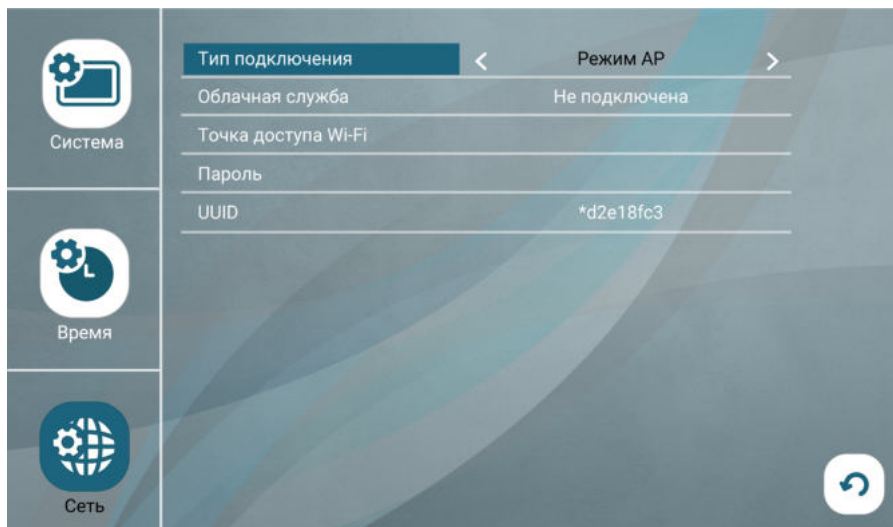 Система
Время
Сеть
Тип подключения < Режим AP >
Облачная служба Не подключена
Точка доступа Wi-Fi
Пароль
UUID *d2e18fc3